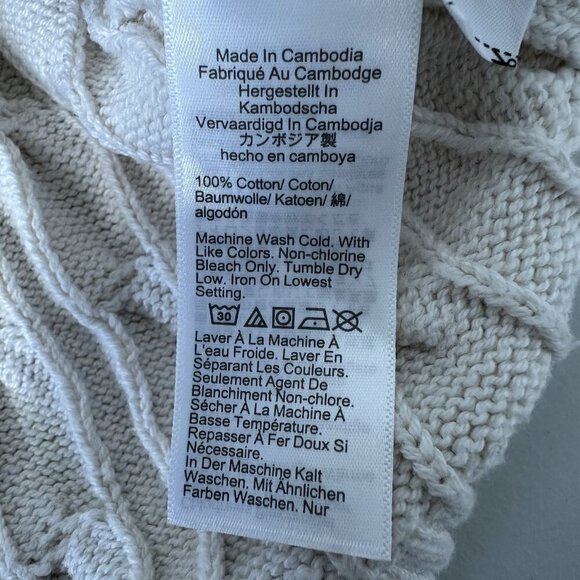 Made In Cambodia
Fabriqué Au Cambodge
Hergestellt In
Kambodscha
Vervaardigd In Cambodja
カンボジア製
hecho en camboya
100% Cotton/ Coton/
Baumwolle/ Katoen/ 綿/
algodón
Machine Wash Cold. With
Like Colors. Non-chlorine
Bleach Only. Tumble Dry
Low. Iron On Lowest
Setting.
30
Laver À La Machine À
L'eau Froide. Laver En
Séparant Les Couleurs.
Seulement Agent De
Blanchiment Non-chlore.
Sécher À La Machine À
Basse Température.
Repasser À Fer Doux Si
Nécessaire.
In Der Maschine Kalt
Waschen. Mit Ähnlichen
Farben Waschen. Nur